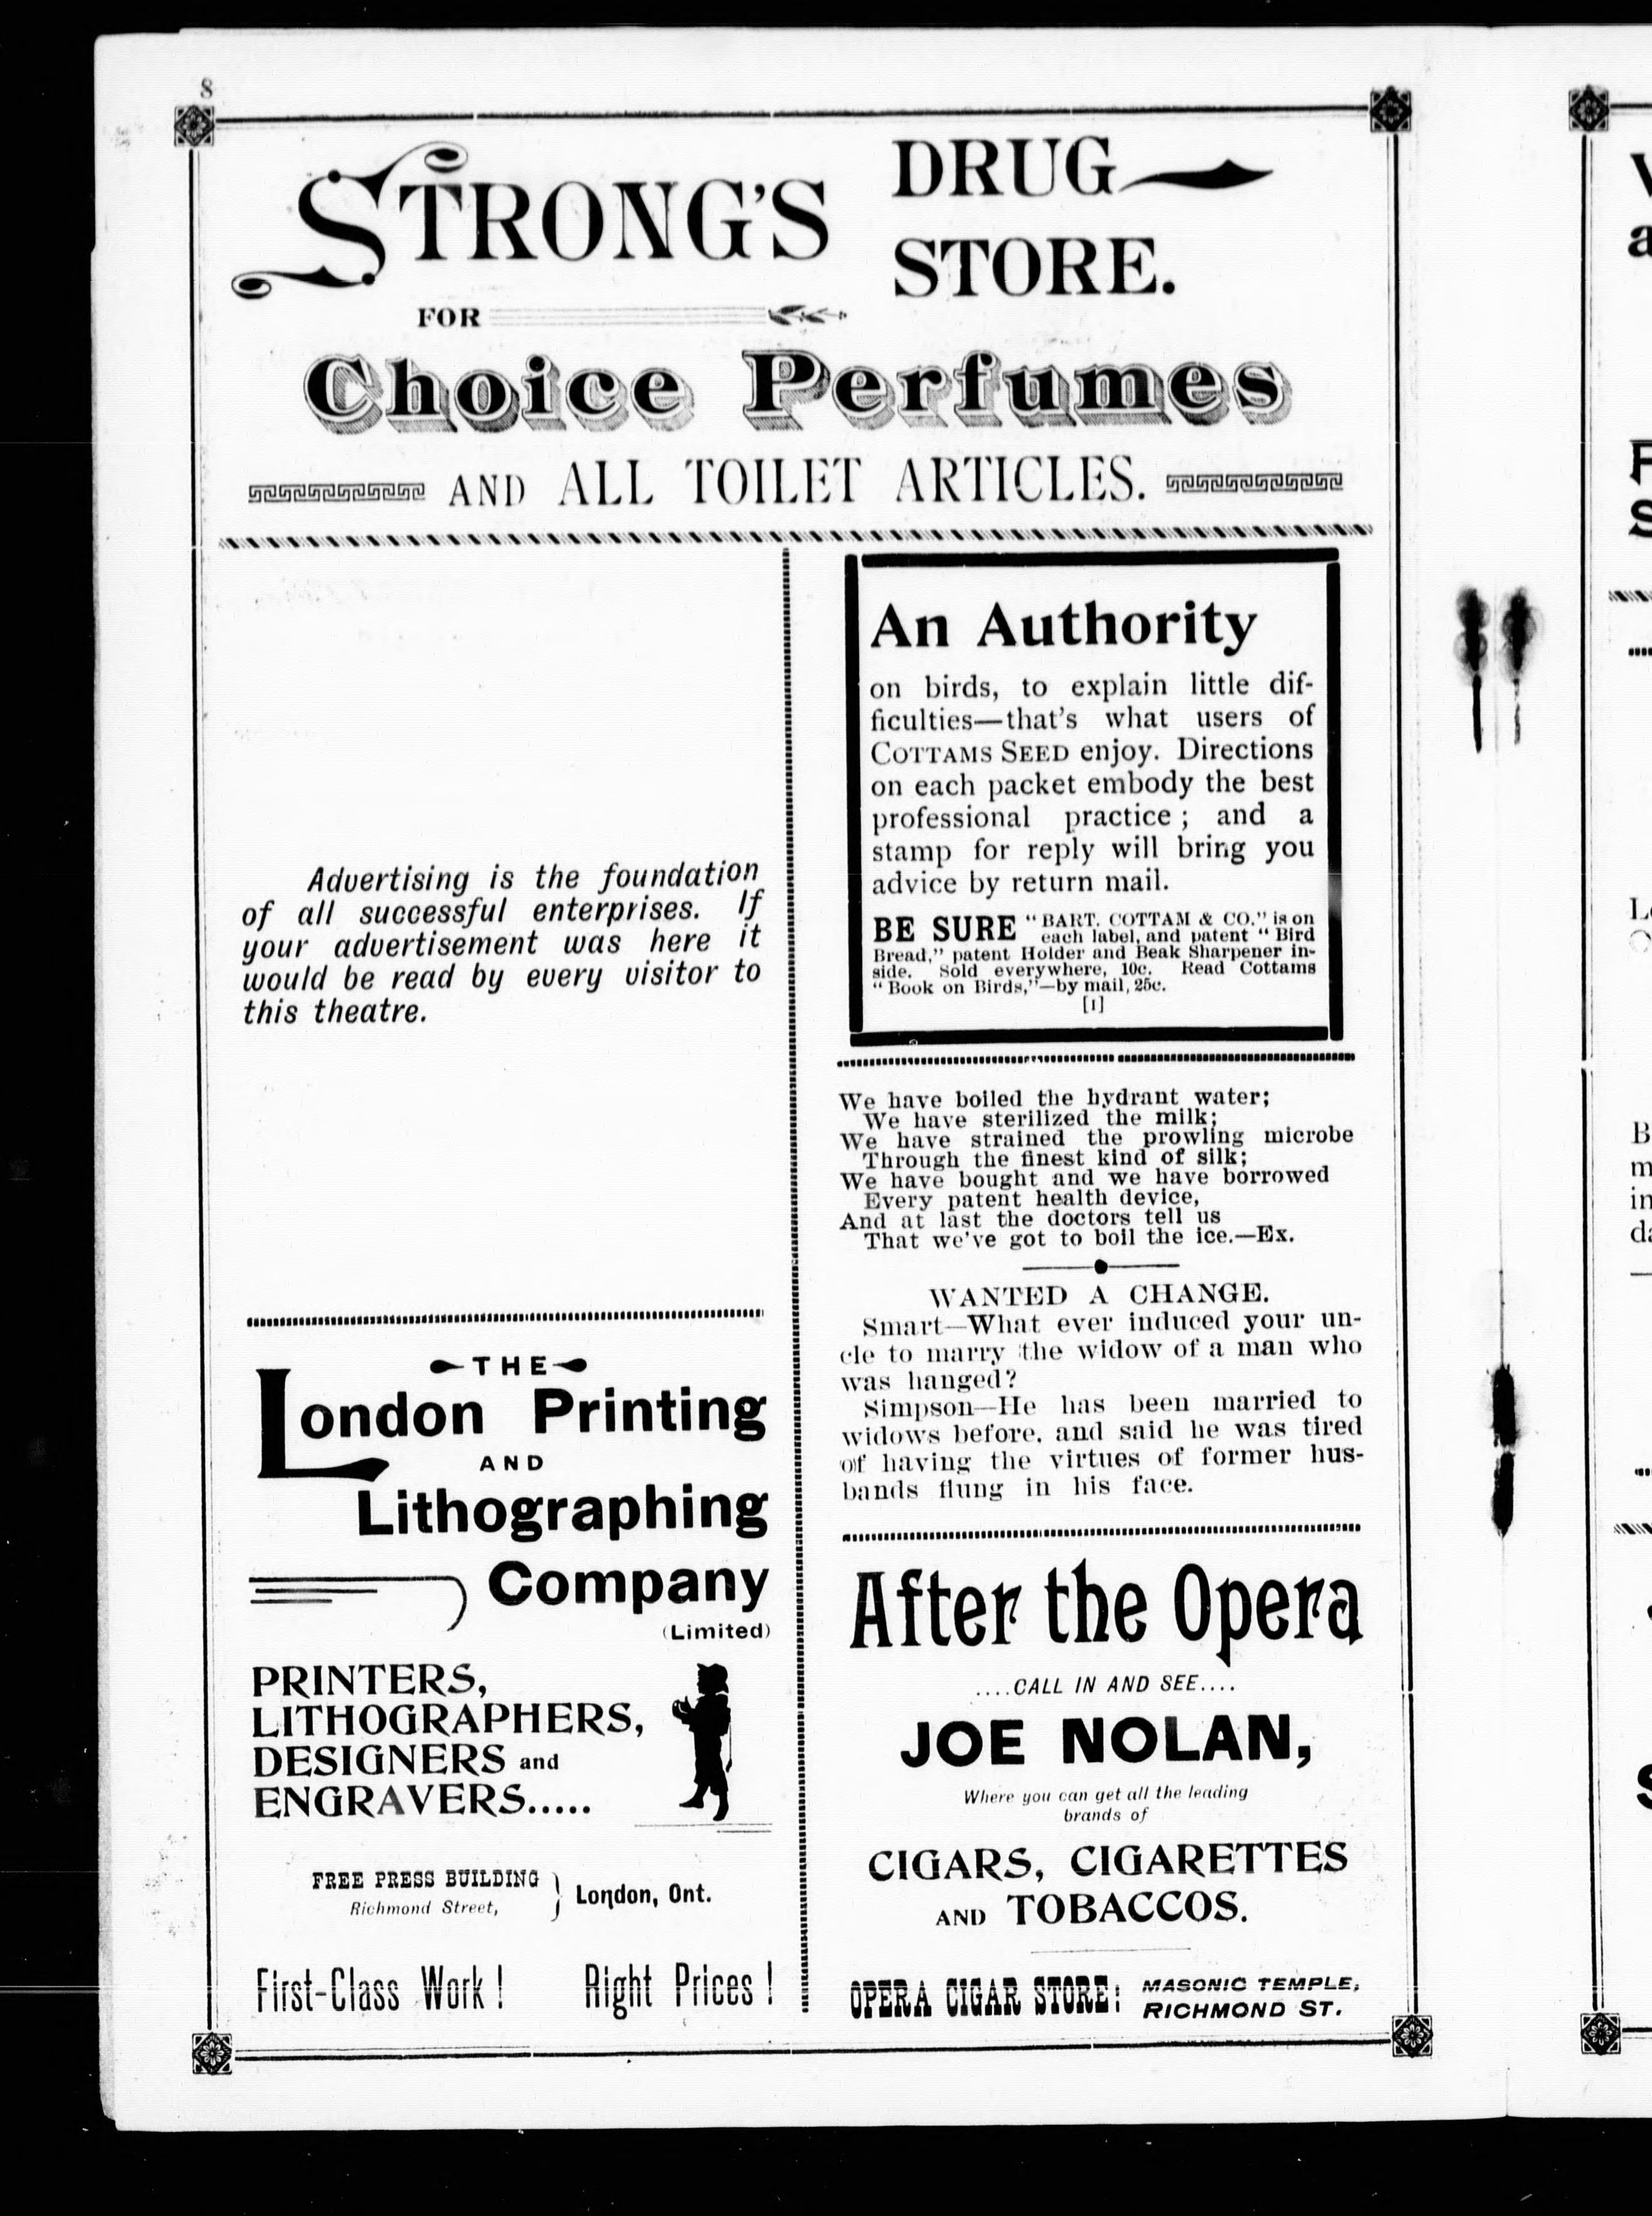 8
STRONG'S DRUG
STORE.
FOR
Choice Perfumes
AND ALL TOILET ARTICLES.
Advertising is the foundation
of all successful enterprises. If
your advertisement was here it
would be read by every visitor to
this theatre.
THE
London Printing
AND
Lithographing
Company
(Limited)
PRINTERS,
LITHOGRAPHERS,
DESIGNERS and
ENGRAVERS.....
FREE PRESS BUILDING
Richmond Street,
} London, Ont.
First-Class Work! Right Prices!
An Authority
on birds, to explain little dif-
ficulties—that's what users of
COTTAMS SEED enjoy. Directions
on each packet embody the best
professional practice; and a
stamp for reply will bring you
advice by return mail.
BE SURE "BART. COTTAM & CO." is on
each label, and patent "Bird
Bread," patent Holder and Beak Sharpener in-
side. Sold everywhere, 10c. Read Cottams
"Book on Birds,"—by mail, 25c.
[1]
We have boiled the hydrant water;
We have sterilized the milk;
We have strained the prowling microbe
Through the finest kind of silk;
We have bought and we have borrowed
Every patent health device,
And at last the doctors tell us
That we've got to boil the ice.—Ex.
WANTED A CHANGE.
Smart—What ever induced your un-
cle to marry the widow of a man who
was hanged?
Simpson—He has been married to
widows before, and said he was tired
of having the virtues of former hus-
bands flung in his face.
After the Opera
....CALL IN AND SEE....
JOE NOLAN,
Where you can get all the leading
brands of
CIGARS, CIGARETTES
AND TOBACCOS.
OPERA CIGAR STORE: MASONIC TEMPLE,
RICHMOND ST.